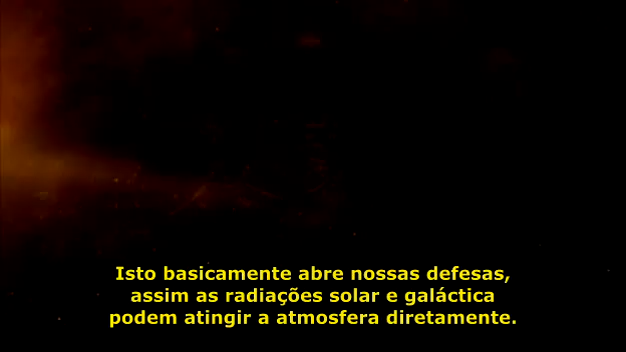 Isto basicamente abre nossas defesas,
assim as radiações solar e galáctica
podem atingir a atmosfera diretamente.